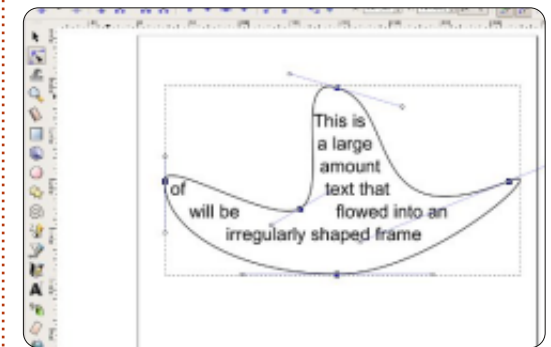 This is
a large
amount
of text that
will be flowed into an
irregularly shaped frame